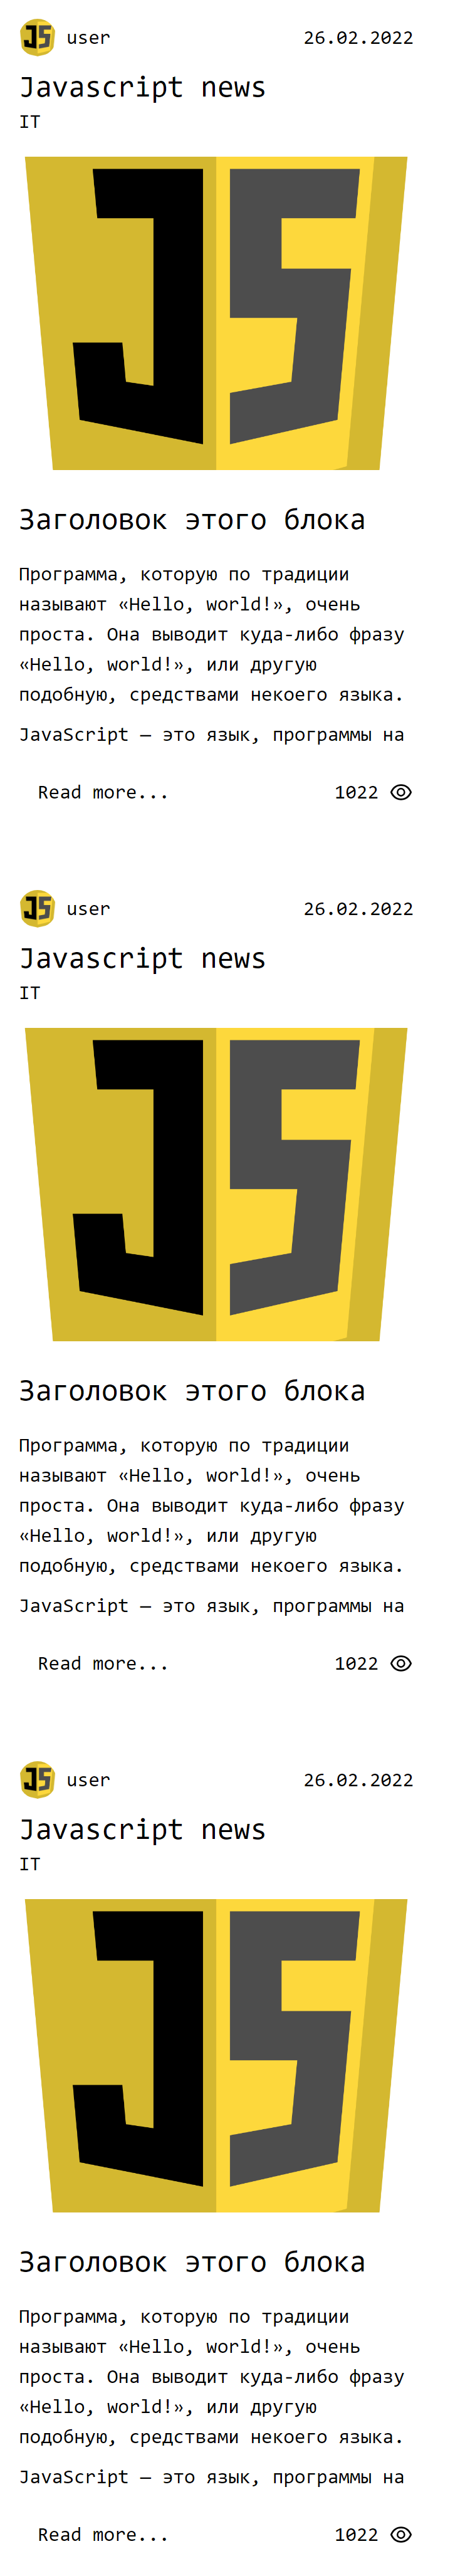 JS user 26.02.2022
Javascript news
IT
JS
Заголовок этого блока
Программа, которую по традиции
называют «Hello, world!», очень
проста. Она выводит куда-либо фразу
«Hello, world!», или другую
подобную, средствами некоего языка.
JavaScript — это язык, программы на
Read more... 1022
JS user 26.02.2022
Javascript news
IT
JS
Заголовок этого блока
Программа, которую по традиции
называют «Hello, world!», очень
проста. Она выводит куда-либо фразу
«Hello, world!», или другую
подобную, средствами некоего языка.
JavaScript — это язык, программы на
Read more... 1022
JS user 26.02.2022
Javascript news
IT
JS
Заголовок этого блока
Программа, которую по традиции
называют «Hello, world!», очень
проста. Она выводит куда-либо фразу
«Hello, world!», или другую
подобную, средствами некоего языка.
JavaScript — это язык, программы на
Read more... 1022